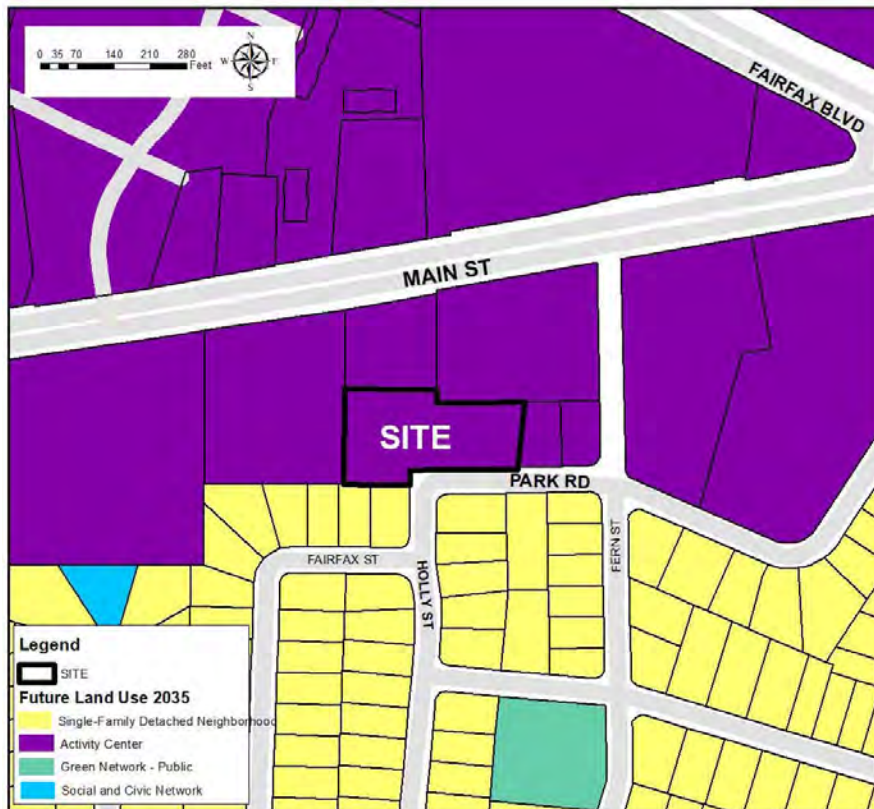 0 35 70 140 210 280
Feet
N
W E
S
FAIRFAX BLVD
MAIN ST
SITE
PARK RD
FAIRFAX ST
HOLLY ST
FERN ST
Legend
SITE
Future Land Use 2035
Single-Family Detached Neighborhood
Activity Center
Green Network - Public
Social and Civic Network